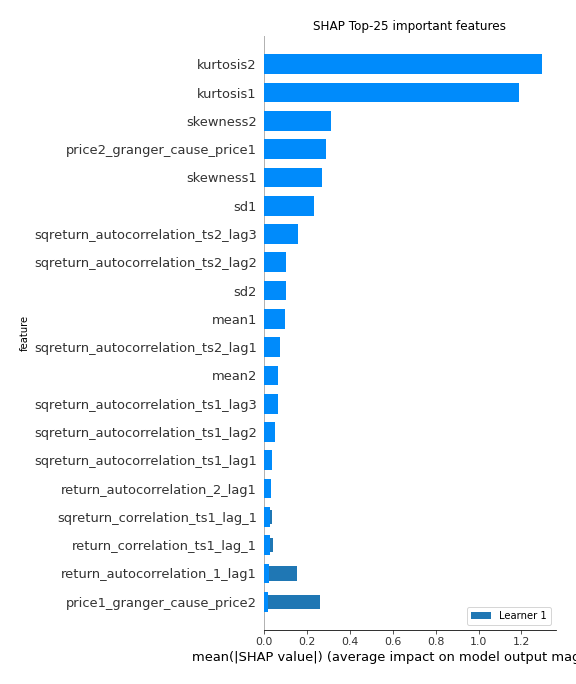 SHAP Top-25 important features
kurtosis2
kurtosis1
skewness2
price2_granger_cause_price1
skewness1
sd1
sqreturn_autocorrelation_ts2_lag3
sqreturn_autocorrelation_ts2_lag2
sd2
mean1
feature
sqreturn_autocorrelation_ts2_lag1
mean2
sqreturn_autocorrelation_ts1_lag3
sqreturn_autocorrelation_ts1_lag2
sqreturn_autocorrelation_ts1_lag1
return_autocorrelation_2_lag1
sqreturn_correlation_ts1_lag_1
return_correlation_ts1_lag_1
return_autocorrelation_1_lag1
price1_granger_cause_price2
Learner 1
0.0 0.2 0.4 0.6 0.8 1.0 1.2
mean(|SHAP value|) (average impact on model output mag